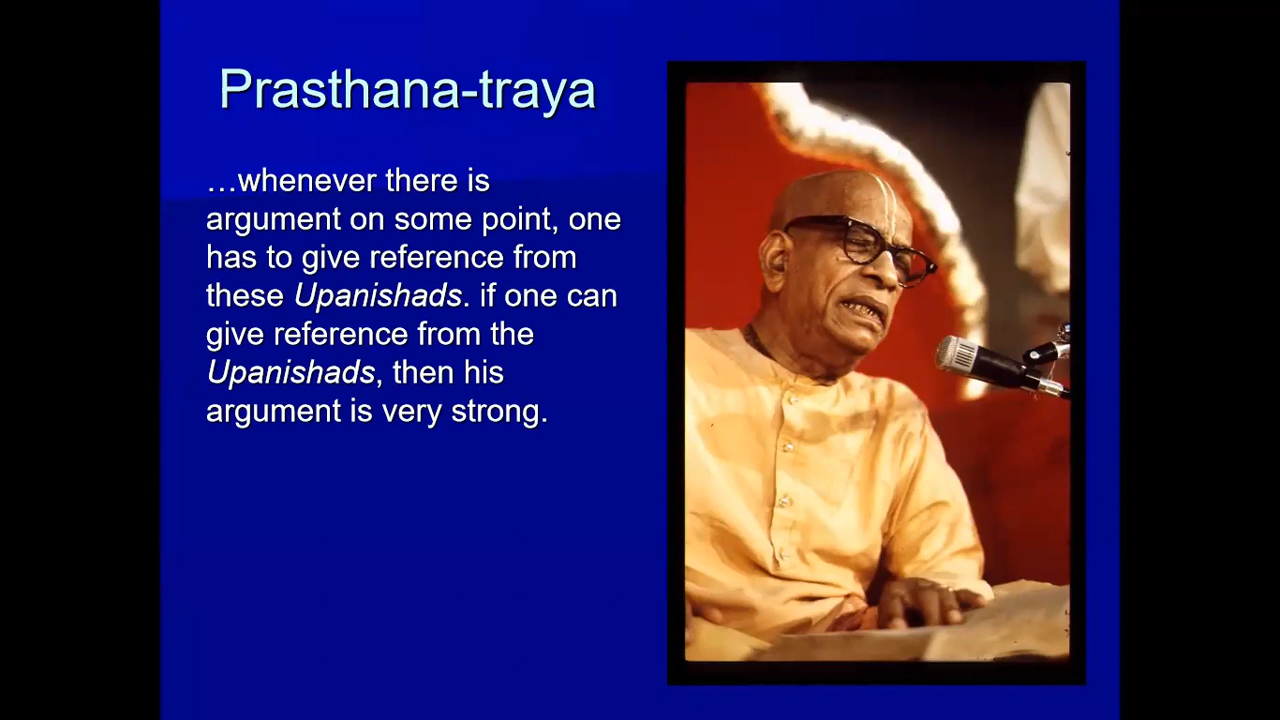 Prasthana-traya
…whenever there is
argument on some point, one
has to give reference from
these Upanishads. if one can
give reference from the
Upanishads, then his
argument is very strong.